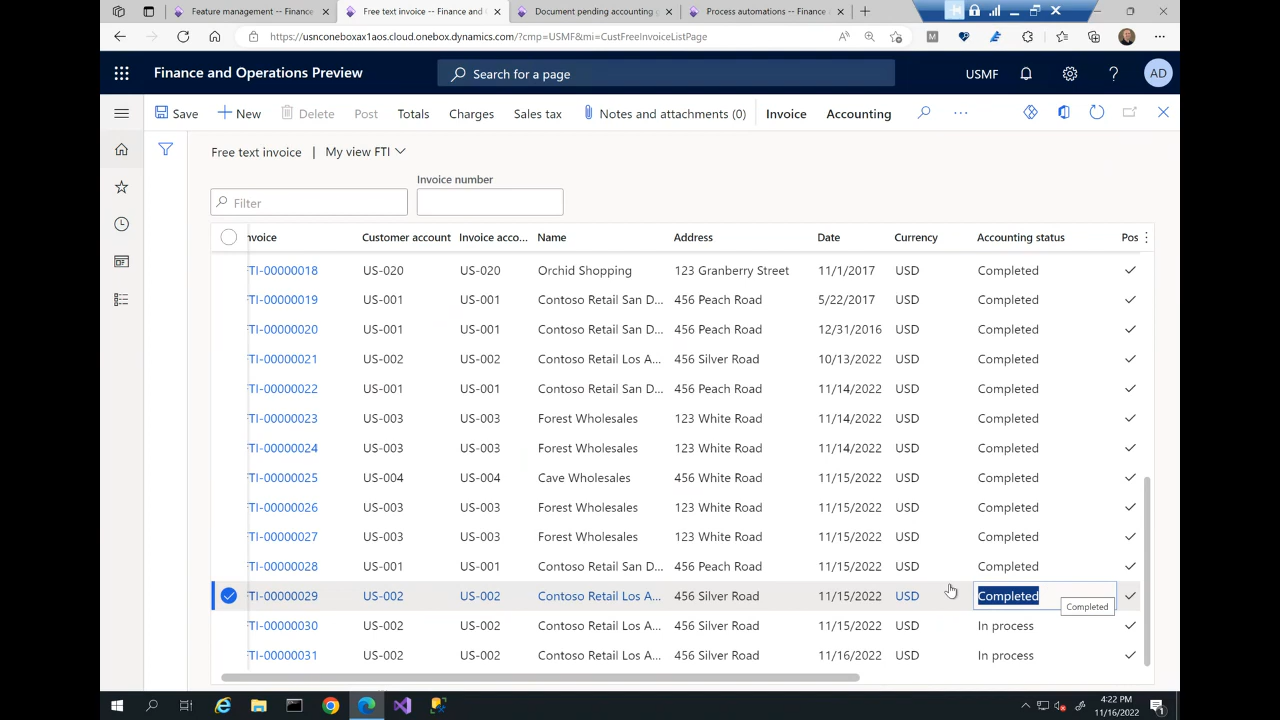 Feature management -- Finance
Free text invoice -- Finance and
Document pending accounting
Process automations -- Finance
https://usnconeboxax1aos.cloud.onebox.dynamics.com/?cmp=USMF&mi=CustFreeInvoiceListPage
Finance and Operations Preview
Search for a page
USMF
AD
Save
New
Delete
Post
Totals
Charges
Sales tax
Notes and attachments (0)
Invoice
Accounting
Free text invoice | My view FTI
Invoice number
Filter
nvoice Customer account Invoice acco... Name Address Date Currency Accounting status Pos
FTI-00000018 US-020 US-020 Orchid Shopping 123 Granberry Street 11/1/2017 USD Completed
FTI-00000019 US-001 US-001 Contoso Retail San D... 456 Peach Road 5/22/2017 USD Completed
FTI-00000020 US-001 US-001 Contoso Retail San D... 456 Peach Road 12/31/2016 USD Completed
FTI-00000021 US-002 US-002 Contoso Retail Los A... 456 Silver Road 10/13/2022 USD Completed
FTI-00000022 US-001 US-001 Contoso Retail San D... 456 Peach Road 11/14/2022 USD Completed
FTI-00000023 US-003 US-003 Forest Wholesales 123 White Road 11/14/2022 USD Completed
FTI-00000024 US-003 US-003 Forest Wholesales 123 White Road 11/14/2022 USD Completed
FTI-00000025 US-004 US-004 Cave Wholesales 456 White Road 11/15/2022 USD Completed
FTI-00000026 US-003 US-003 Forest Wholesales 123 White Road 11/15/2022 USD Completed
FTI-00000027 US-003 US-003 Forest Wholesales 123 White Road 11/15/2022 USD Completed
FTI-00000028 US-001 US-001 Contoso Retail San D... 456 Peach Road 11/15/2022 USD Completed
FTI-00000029 US-002 US-002 Contoso Retail Los A... 456 Silver Road 11/15/2022 USD Completed
Completed
FTI-00000030 US-002 US-002 Contoso Retail Los A... 456 Silver Road 11/15/2022 USD In process
FTI-00000031 US-002 US-002 Contoso Retail Los A... 456 Silver Road 11/16/2022 USD In process
4:22 PM
11/16/2022